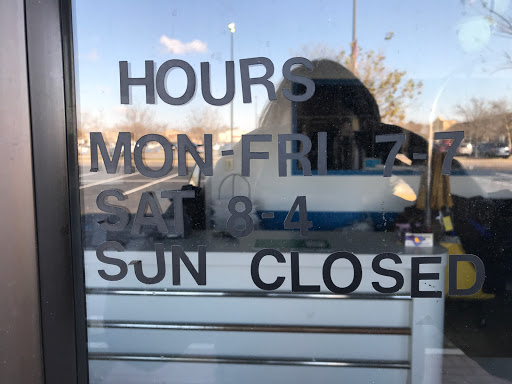 HOURS
MON-FRI 7-7
SAT 8-4
SUN CLOSED